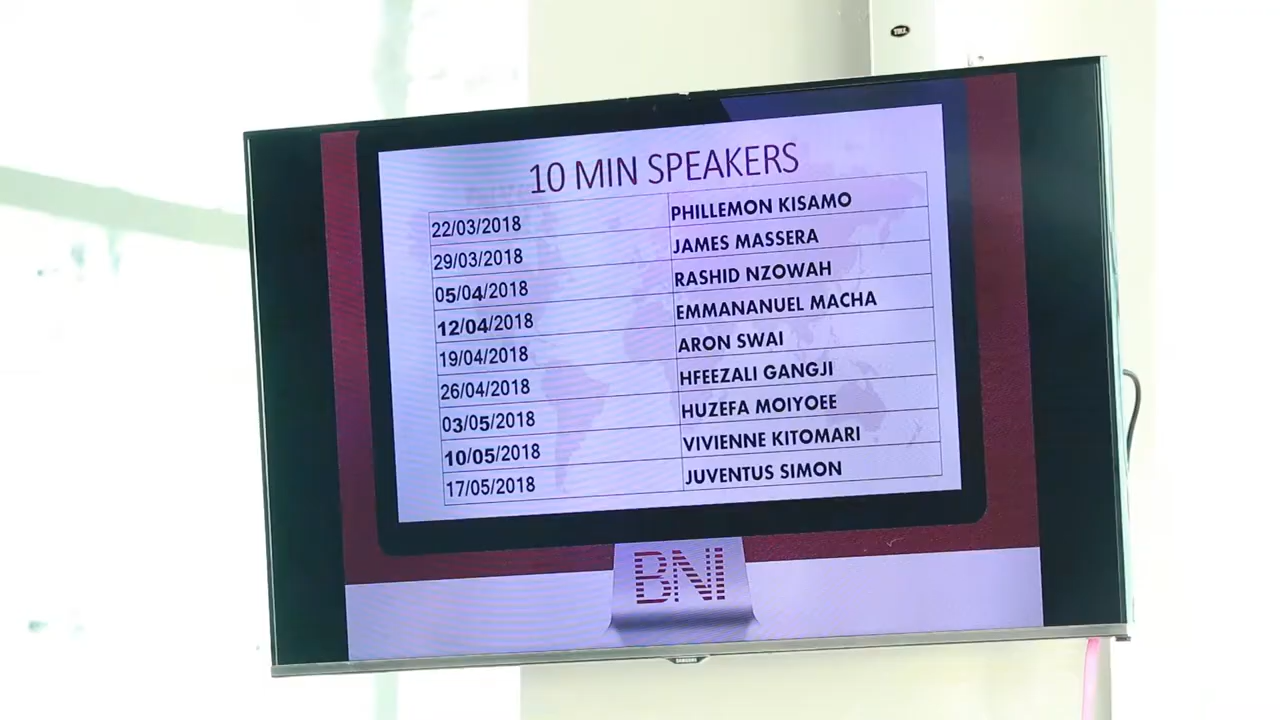 10 MIN SPEAKERS
22/03/2018 PHILLEMON KISAMO
29/03/2018 JAMES MASSERA
05/04/2018 RASHID NZOWAH
12/04/2018 EMMANANUEL MACHA
19/04/2018 ARON SWAI
26/04/2018 HFEEZALI GANGJI
03/05/2018 HUZEFA MOIYOEE
10/05/2018 VIVIENNE KITOMARI
17/05/2018 JUVENTUS SIMON
BNI
SAMSUNG